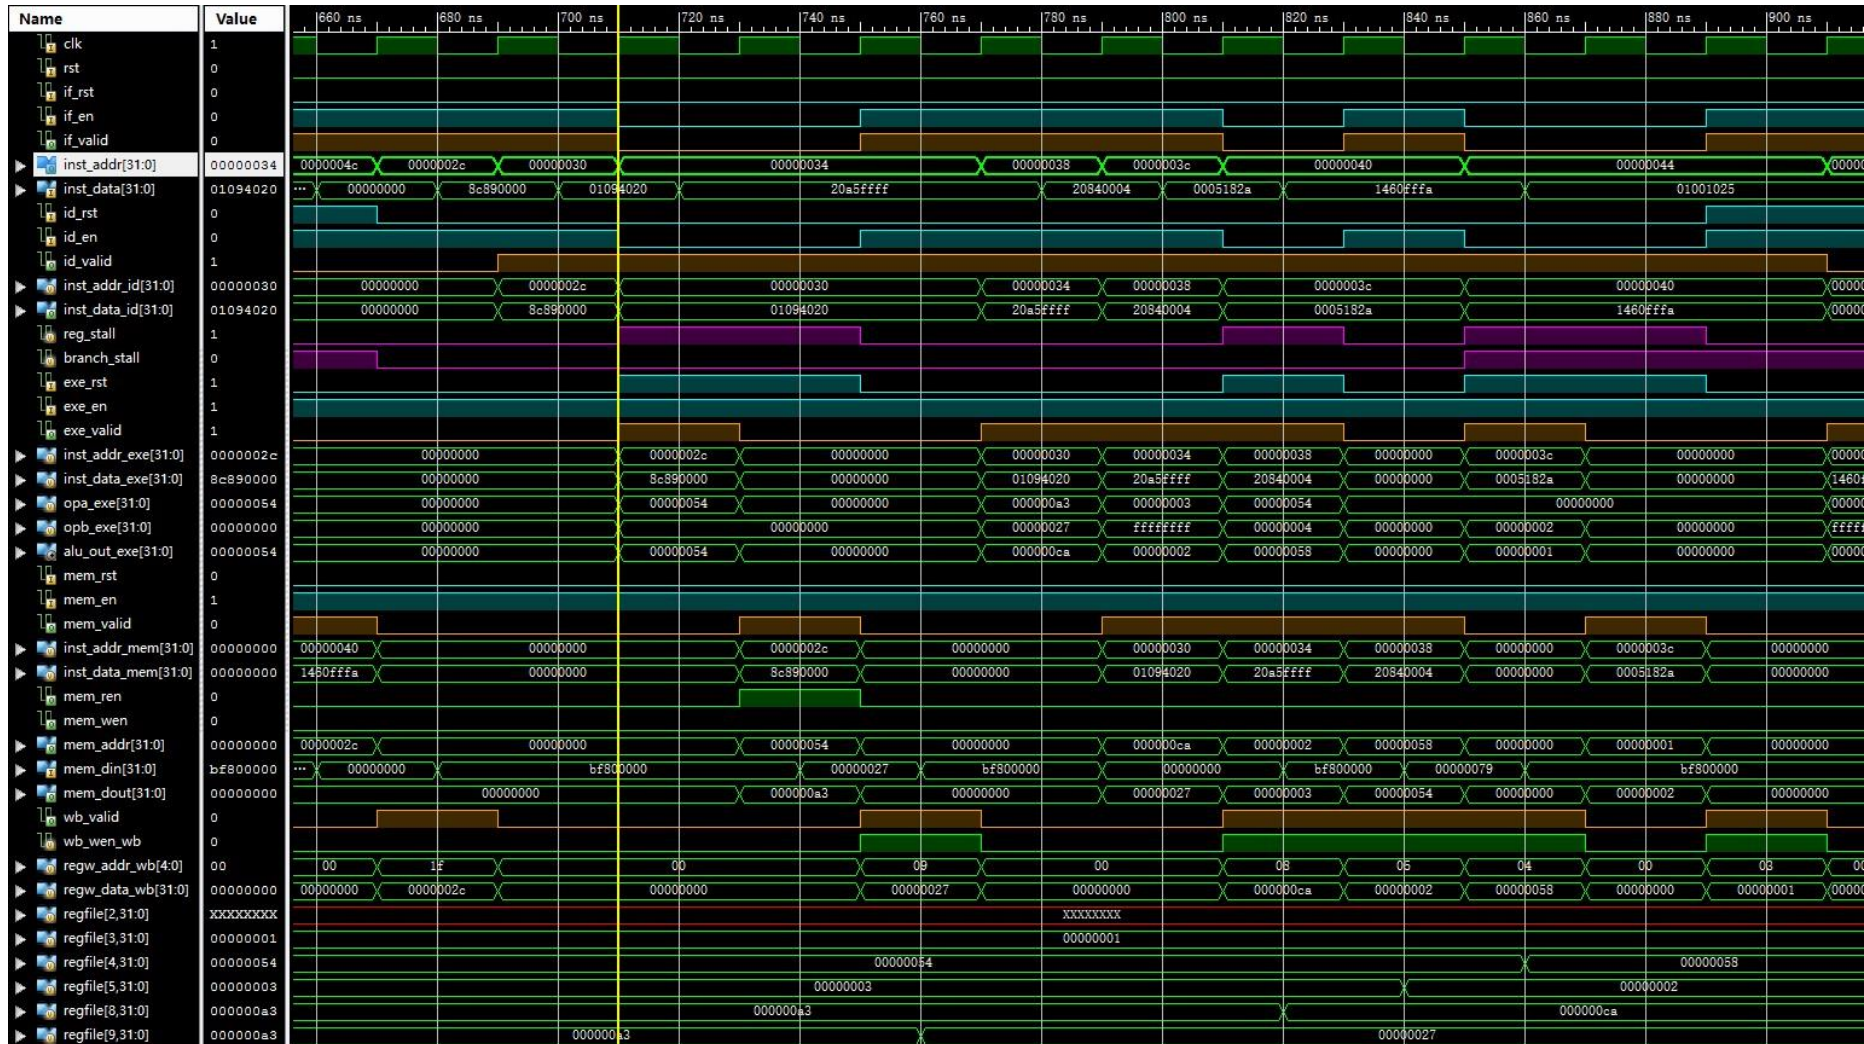 Name Value 660 ns 680 ns 700 ns 720 ns 740 ns 760 ns 780 ns 800 ns 820 ns 840 ns 860 ns 880 ns 900 ns
clk 1
rst 0
if_rst 0
if_en 0
if_valid 0
inst_addr[31:0] 00000034 0000004c 0000002c 00000030 00000034 00000038 0000003c 00000040 00000044
inst_data[31:0] 01094020 ... 00000000 8c890000 01094020 20a5ffff 20840004 0005182a 1460fffa 01001025
id_rst 0
id_en 0
id_valid 1
inst_addr_id[31:0] 00000030 00000000 0000002c 00000030 00000034 00000038 0000003c 00000040
inst_data_id[31:0] 01094020 00000000 8c890000 01094020 20a5ffff 20840004 0005182a 1460fffa
reg_stall 1
branch_stall 0
exe_rst 1
exe_en 1
exe_valid 1
inst_addr_exe[31:0] 0000002c 00000000 0000002c 00000000 00000030 00000034 00000038 00000000 0000003c 00000000
inst_data_exe[31:0] 8c890000 00000000 8c890000 00000000 01094020 20a5ffff 20840004 00000000 0005182a 00000000
opa_exe[31:0] 00000054 00000000 00000054 00000000 000000a3 00000003 00000054 00000000
opb_exe[31:0] 00000000 00000000 00000000 00000027 ffffffff 00000004 00000000 00000002 00000000
alu_out_exe[31:0] 00000054 00000000 00000054 00000000 000000ca 00000002 00000058 00000000 00000001 00000000
mem_rst 0
mem_en 1
mem_valid 0
inst_addr_mem[31:0] 00000000 00000040 00000000 0000002c 00000000 00000030 00000034 00000038 00000000 0000003c 00000000
inst_data_mem[31:0] 00000000 1460fffa 00000000 8c890000 00000000 01094020 20a5ffff 20840004 00000000 0005182a 00000000
mem_ren 0
mem_wen 0
mem_addr[31:0] 00000000 0000002c 00000000 00000054 00000000 000000ca 00000002 00000058 00000000 00000001 00000000
mem_din[31:0] bf800000 ... 00000000 bf800000 00000027 bf800000 00000000 bf800000 00000079 bf800000
mem_dout[31:0] 00000000 00000000 000000a3 00000000 00000027 00000003 00000054 00000000 00000002 00000000
wb_valid 0
wb_wen_wb 0
regw_addr_wb[4:0] 00 00 1f 00 09 00 08 05 04 00 03
regw_data_wb[31:0] 00000000 00000000 0000002c 00000000 00000027 00000000 000000ca 00000002 00000058 00000000 00000001
regfile[2,31:0] XXXXXXXX XXXXXXXX
regfile[3,31:0] 00000001 00000001
regfile[4,31:0] 00000054 00000054 00000058
regfile[5,31:0] 00000003 00000003 00000002
regfile[8,31:0] 000000a3 000000a3 000000ca
regfile[9,31:0] 000000a3 000000a3 00000027